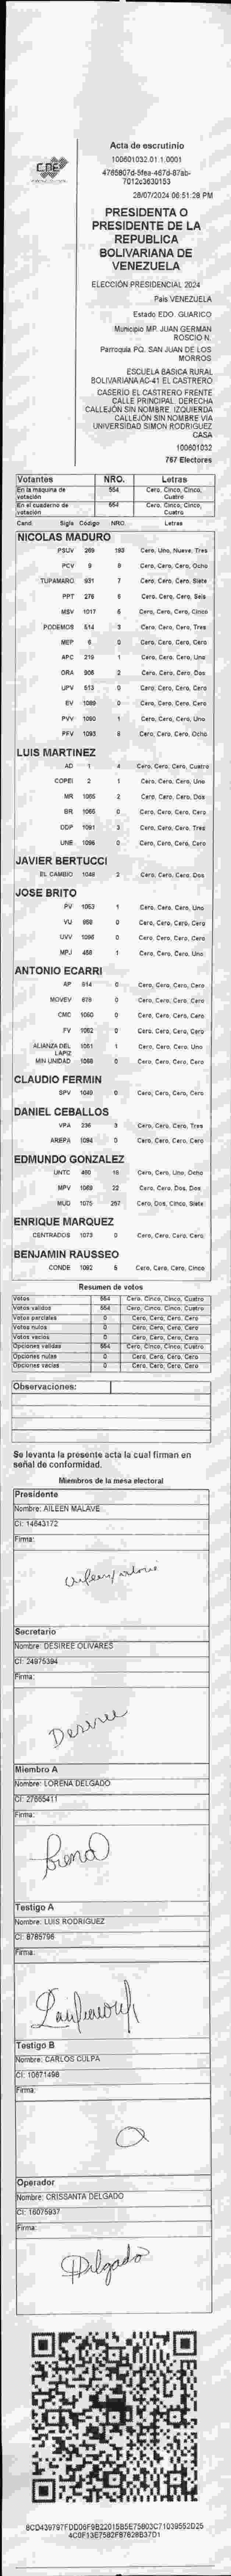 CNE
Acta de escrutinio
100601032.01.1.0001
28/07/2024 06:51:28 PM
PRESIDENTA O
PRESIDENTE DE LA
REPUBLICA
BOLIVARIANA DE
VENEZUELA
ELECCIÓN PRESIDENCIAL 2024
País VENEZUELA
Estado EDO. GUARICO
Municipio MP. JUAN GERMAN
ROSCIO N.
Parroquia PQ. SAN JUAN DE LOS
MORROS
ESCUELA BASICA RURAL
BOLIVARIANA AC-41 EL CASTRERO
CASERIO EL CASTRERO FRENTE
CALLE PRINCIPAL. DERECHA
CALLEJÓN SIN NOMBRE. IZQUIERDA
CALLEJÓN SIN NOMBRE VIA
UNIVERSIDAD SIMON RODRIGUEZ
CASA
100601032
767 Electores
Votantes NRO. Letras
En la máquina de votación 554 Cero, Cinco, Cinco, Cuatro
En el cuaderno de votación 554 Cero, Cinco, Cinco, Cuatro
Cand. Sigla Código NRO. Letras
NICOLAS MADURO
PSUV 269 193 Cero, Uno, Nueve, Tres
PCV 9 8 Cero, Cero, Cero, Ocho
TUPAMARO 931 7 Cero, Cero, Cero, Siete
PPT 276 6 Cero, Cero, Cero, Seis
MSV 1017 5 Cero, Cero, Cero, Cinco
PODEMOS 514 3 Cero, Cero, Cero, Tres
MEP 6 0 Cero, Cero, Cero, Cero
APC 219 1 Cero, Cero, Cero, Uno
ORA 905 2 Cero, Cero, Cero, Dos
UPV 513 0 Cero, Cero, Cero, Cero
EV 1089 0 Cero, Cero, Cero, Cero
PVV 1090 1 Cero, Cero, Cero, Uno
PFV 1093 8 Cero, Cero, Cero, Ocho
LUIS MARTINEZ
AD 1 4 Cero, Cero, Cero, Cuatro
COPEI 2 1 Cero, Cero, Cero, Uno
MR 1065 2 Cero, Cero, Cero, Dos
BR 1066 0 Cero, Cero, Cero, Cero
DDP 1091 3 Cero, Cero, Cero, Tres
UNE 1096 0 Cero, Cero, Cero, Cero
JAVIER BERTUCCI
EL CAMBIO 1048 2 Cero, Cero, Cero, Dos
JOSE BRITO
PV 1053 1 Cero, Cero, Cero, Uno
VU 0 Cero, Cero, Cero, Cero
UVV 0 Cero, Cero, Cero, Cero
MPJ 458 1 Cero, Cero, Cero, Uno
ANTONIO ECARRI
AP 814 0 Cero, Cero, Cero, Cero
MOVEV 679 0 Cero, Cero, Cero, Cero
CMC 1060 0 Cero, Cero, Cero, Cero
FV 1062 0 Cero, Cero, Cero, Cero
ALIANZA DEL LAPIZ 1051 1 Cero, Cero, Cero, Uno
MIN UNIDAD 1058 0 Cero, Cero, Cero, Cero
CLAUDIO FERMIN
SPV 1049 0 Cero, Cero, Cero, Cero
DANIEL CEBALLOS
VPA 236 3 Cero, Cero, Cero, Tres
AREPA 1094 0 Cero, Cero, Cero, Cero
EDMUNDO GONZALEZ
UNTC 450 18 Cero, Cero, Uno, Ocho
MPV 1069 22 Cero, Cero, Dos, Dos
MUD 1075 257 Cero, Dos, Cinco, Siete
ENRIQUE MARQUEZ
CENTRADOS 1073 0 Cero, Cero, Cero, Cero
BENJAMIN RAUSSEO
CONDE 1092 5 Cero, Cero, Cero, Cinco
Resumen de votos
Votos 554 Cero, Cinco, Cinco, Cuatro
Votos validos 554 Cero, Cinco, Cinco, Cuatro
Votos parciales 0 Cero, Cero, Cero, Cero
Votos nulos 0 Cero, Cero, Cero, Cero
Votos vacios 0 Cero, Cero, Cero, Cero
Opciones validas 554 Cero, Cinco, Cinco, Cuatro
Opciones nulas 0 Cero, Cero, Cero, Cero
Opciones vacias 0 Cero, Cero, Cero, Cero
Observaciones:
Se levanta la presente acta la cual firman en
señal de conformidad.
Miembros de la mesa electoral
Presidente
Nombre: AILEEN MALAVE
CI: 14643172
Firma:
Secretario
Nombre: DESIREE OLIVARES
CI: 24975394
Firma:
Desiree
Miembro A
Nombre: LORENA DELGADO
CI: 27665411
Firma:
Testigo A
Nombre: LUIS RODRIGUEZ
CI: 8785796
Firma:
Testigo B
Nombre: CARLOS CULPA
CI: 10671498
Firma:
Operador
Nombre: CRISSANTA DELGADO
CI: 16075937
Firma:
Delgado